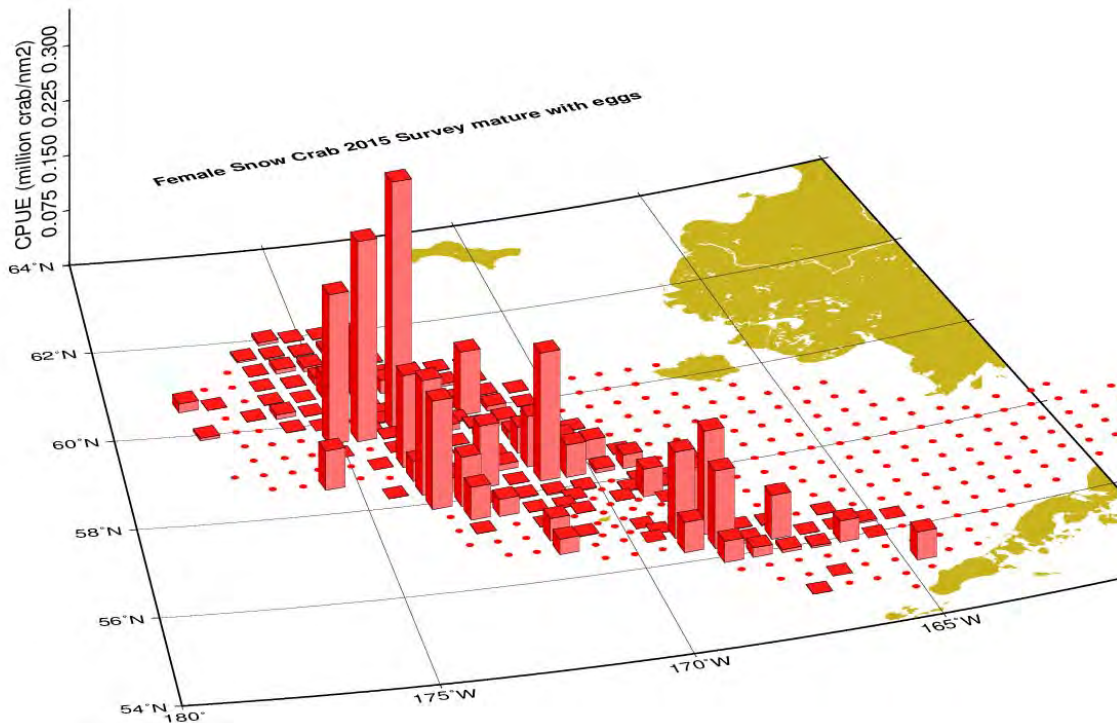 CPUE (million crab/nm2)
0.075 0.150 0.225 0.300
Female Snow Crab 2015 Survey mature with eggs
64°N
62°N
60°N
58°N
56°N
54°N
180°
175°W
170°W
165°W